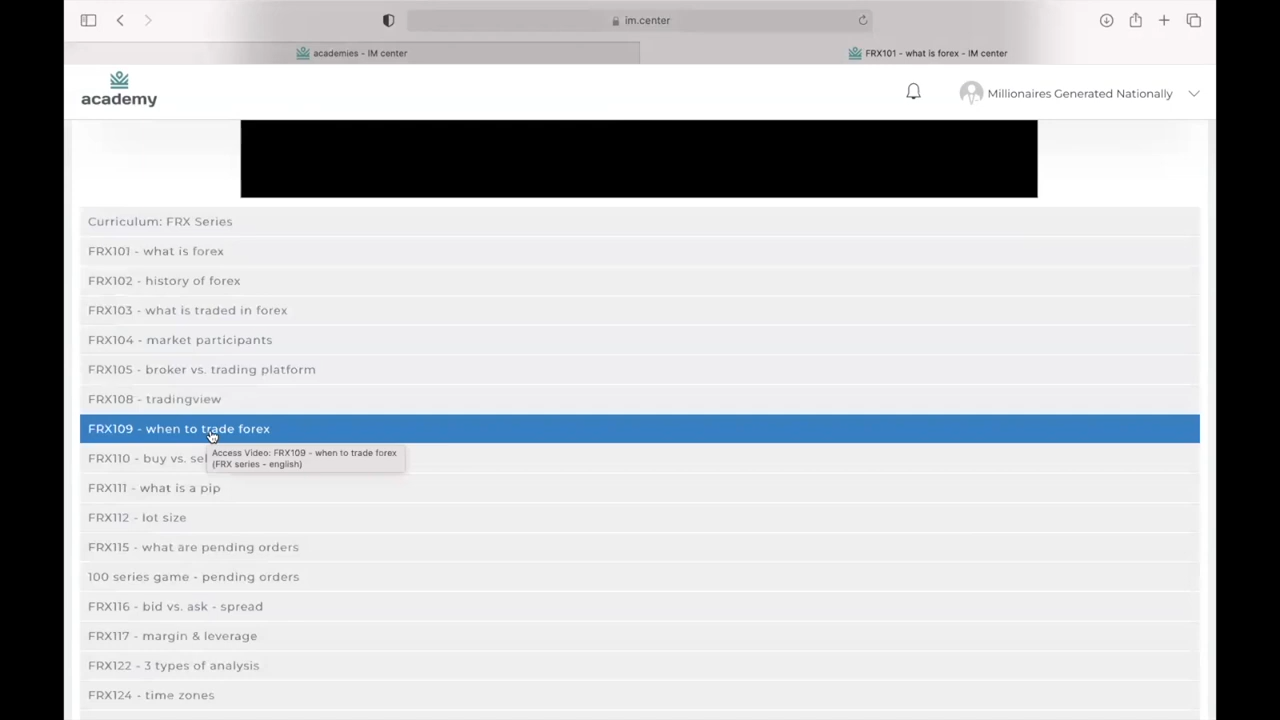 im.center
academies - IM center
FRX101 - what is forex - IM center
academy
Millionaires Generated Nationally
Curriculum: FRX Series
FRX101 - what is forex
FRX102 - history of forex
FRX103 - what is traded in forex
FRX104 - market participants
FRX105 - broker vs. trading platform
FRX108 - tradingview
FRX109 - when to trade forex
Access Video: FRX109 - when to trade forex
(FRX series - english)
FRX110 - buy vs. sel
FRX111 - what is a pip
FRX112 - lot size
FRX115 - what are pending orders
100 series game - pending orders
FRX116 - bid vs. ask - spread
FRX117 - margin & leverage
FRX122 - 3 types of analysis
FRX124 - time zones